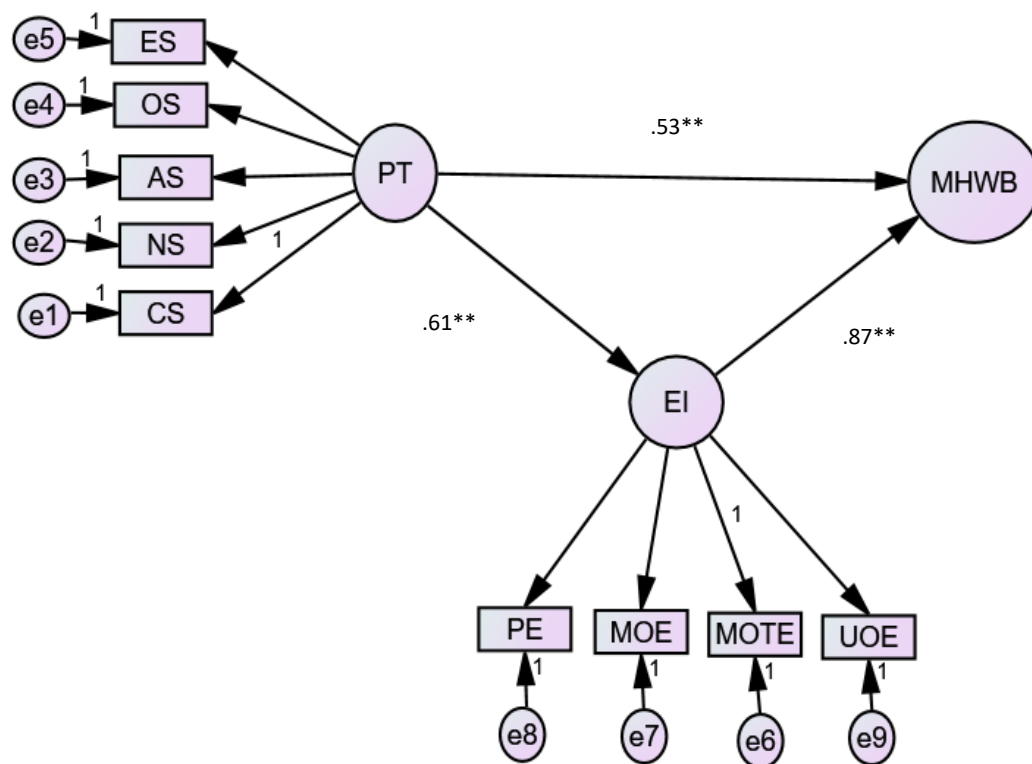 e5
1
ES
e4
1
OS
e3
1
AS
e2
1
NS
e1
1
CS
PT
1
.53**
MHWB
.61**
.87**
EI
1
PE
MOE
MOTE
UOE
1
1
1
1
e8
e7
e6
e9